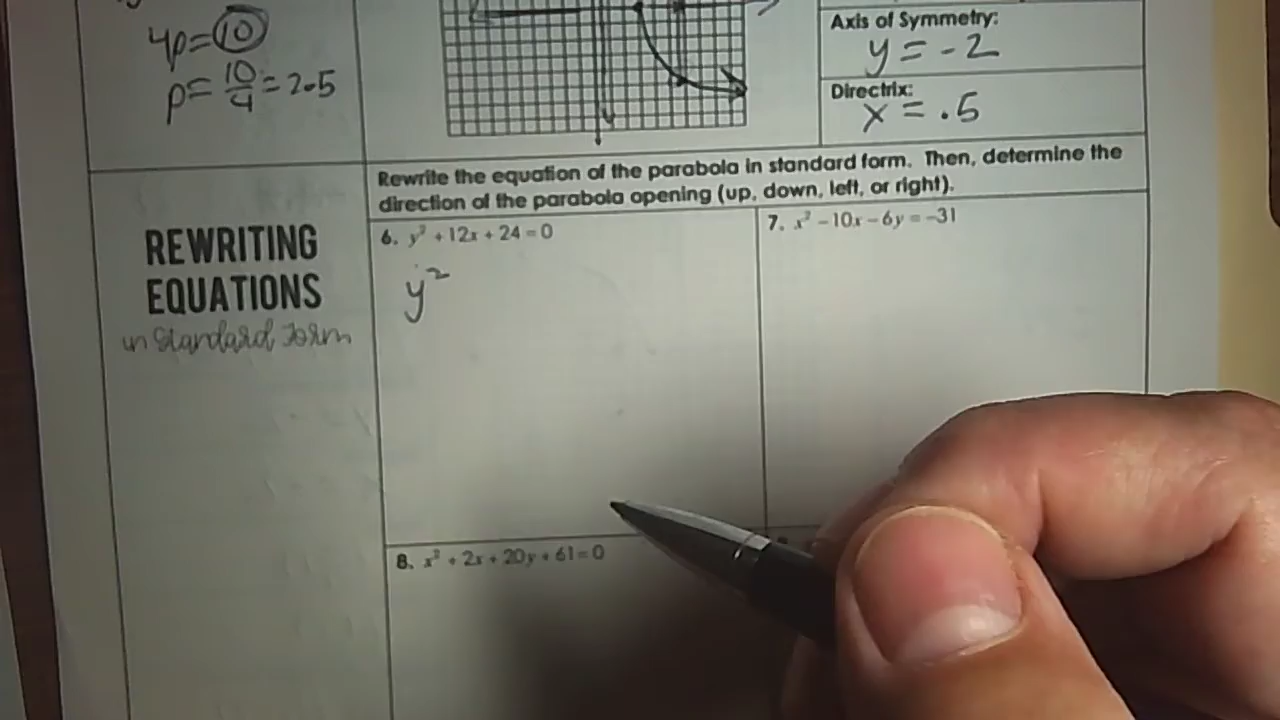 4p=10
p=10/4=2.5
Axis of Symmetry:
y=-2
Directrix:
x=.5
REWRITING
EQUATIONS
in Standard Form
Rewrite the equation of the parabola in standard form. Then, determine the
direction of the parabola opening (up, down, left, or right).
6. y² + 12x + 24 = 0
y²
7. x² – 10x – 6y = –31
8. x² + 2x + 20y + 61 = 0